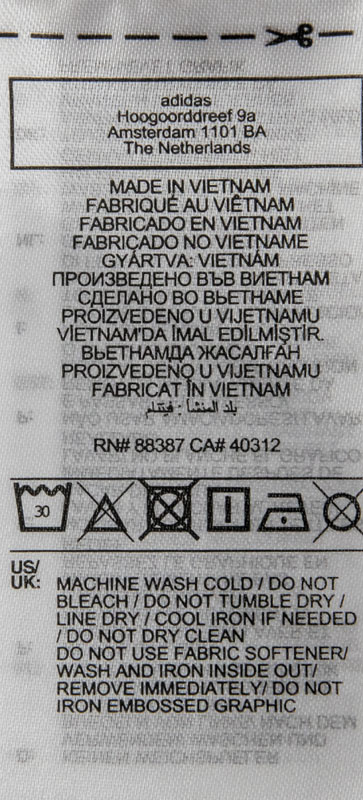 adidas
Hoogoorddreef 9a
Amsterdam 1101 BA
The Netherlands
MADE IN VIETNAM
FABRIQUÉ AU VIÊTNAM
FABRICADO EN VIETNAM
FABRICADO NO VIETNAME
GYÁRTVA: VIETNÁM
ПРОИЗВЕДЕНО ВЪВ ВИЕТНАМ
СДЕЛАНО ВО ВЬЕТНАМЕ
PROIZVEDENO U VIJETNAMU
VİETNAM'DA İMAL EDİLMİŞTİR.
ВЬЕТНАМДА ЖАСАЛҒАН
PROIZVEDENO U VIJETNAMU
FABRICAT ÎN VIETNAM
بلد المنشأ: فيتنام
RN# 88387 CA# 40312
30
US/
UK: MACHINE WASH COLD / DO NOT
BLEACH / DO NOT TUMBLE DRY /
LINE DRY / COOL IRON IF NEEDED
/ DO NOT DRY CLEAN
DO NOT USE FABRIC SOFTENER/
WASH AND IRON INSIDE OUT/
REMOVE IMMEDIATELY/ DO NOT
IRON EMBOSSED GRAPHIC